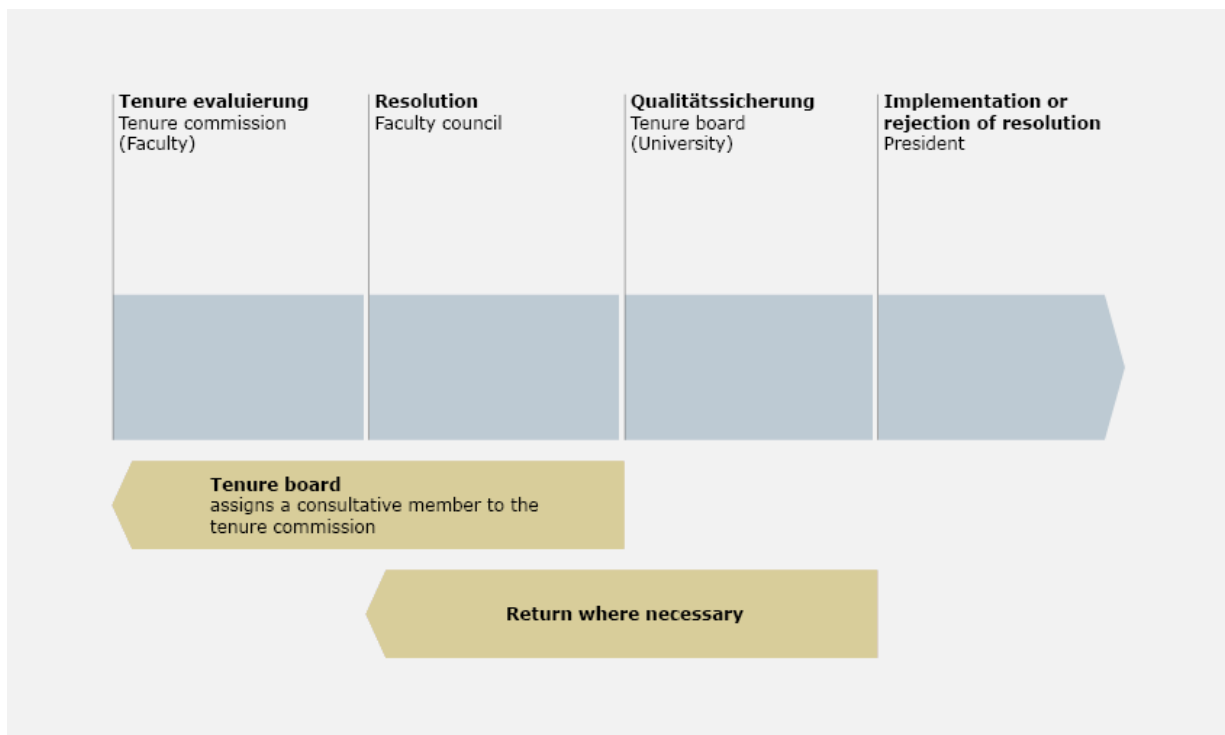 Tenure evaluierung
Tenure commission
(Faculty)
Resolution
Faculty council
Qualitätssicherung
Tenure board
(University)
Implementation or
rejection of resolution
President
Tenure board
assigns a consultative member to the
tenure commission
Return where necessary